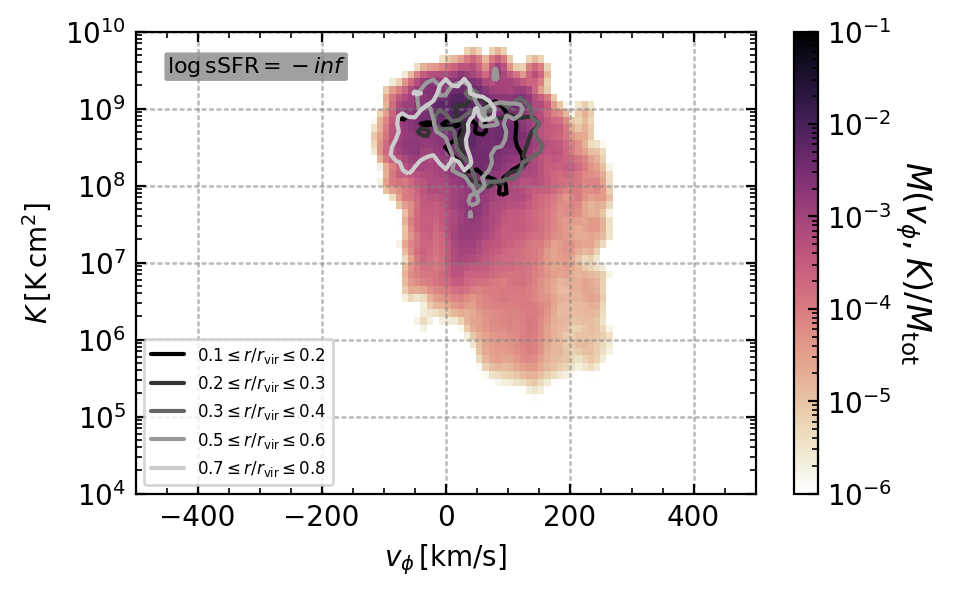 10^10
10^9
10^8
10^7
10^6
10^5
10^4
K [K cm^2]
log sSFR = −inf
0.1 ≤ r/r_vir ≤ 0.2
0.2 ≤ r/r_vir ≤ 0.3
0.3 ≤ r/r_vir ≤ 0.4
0.5 ≤ r/r_vir ≤ 0.6
0.7 ≤ r/r_vir ≤ 0.8
−400 −200 0 200 400
v_ϕ [km/s]
10^−1
10^−2
10^−3
10^−4
10^−5
10^−6
M(v_ϕ, K)/M_tot